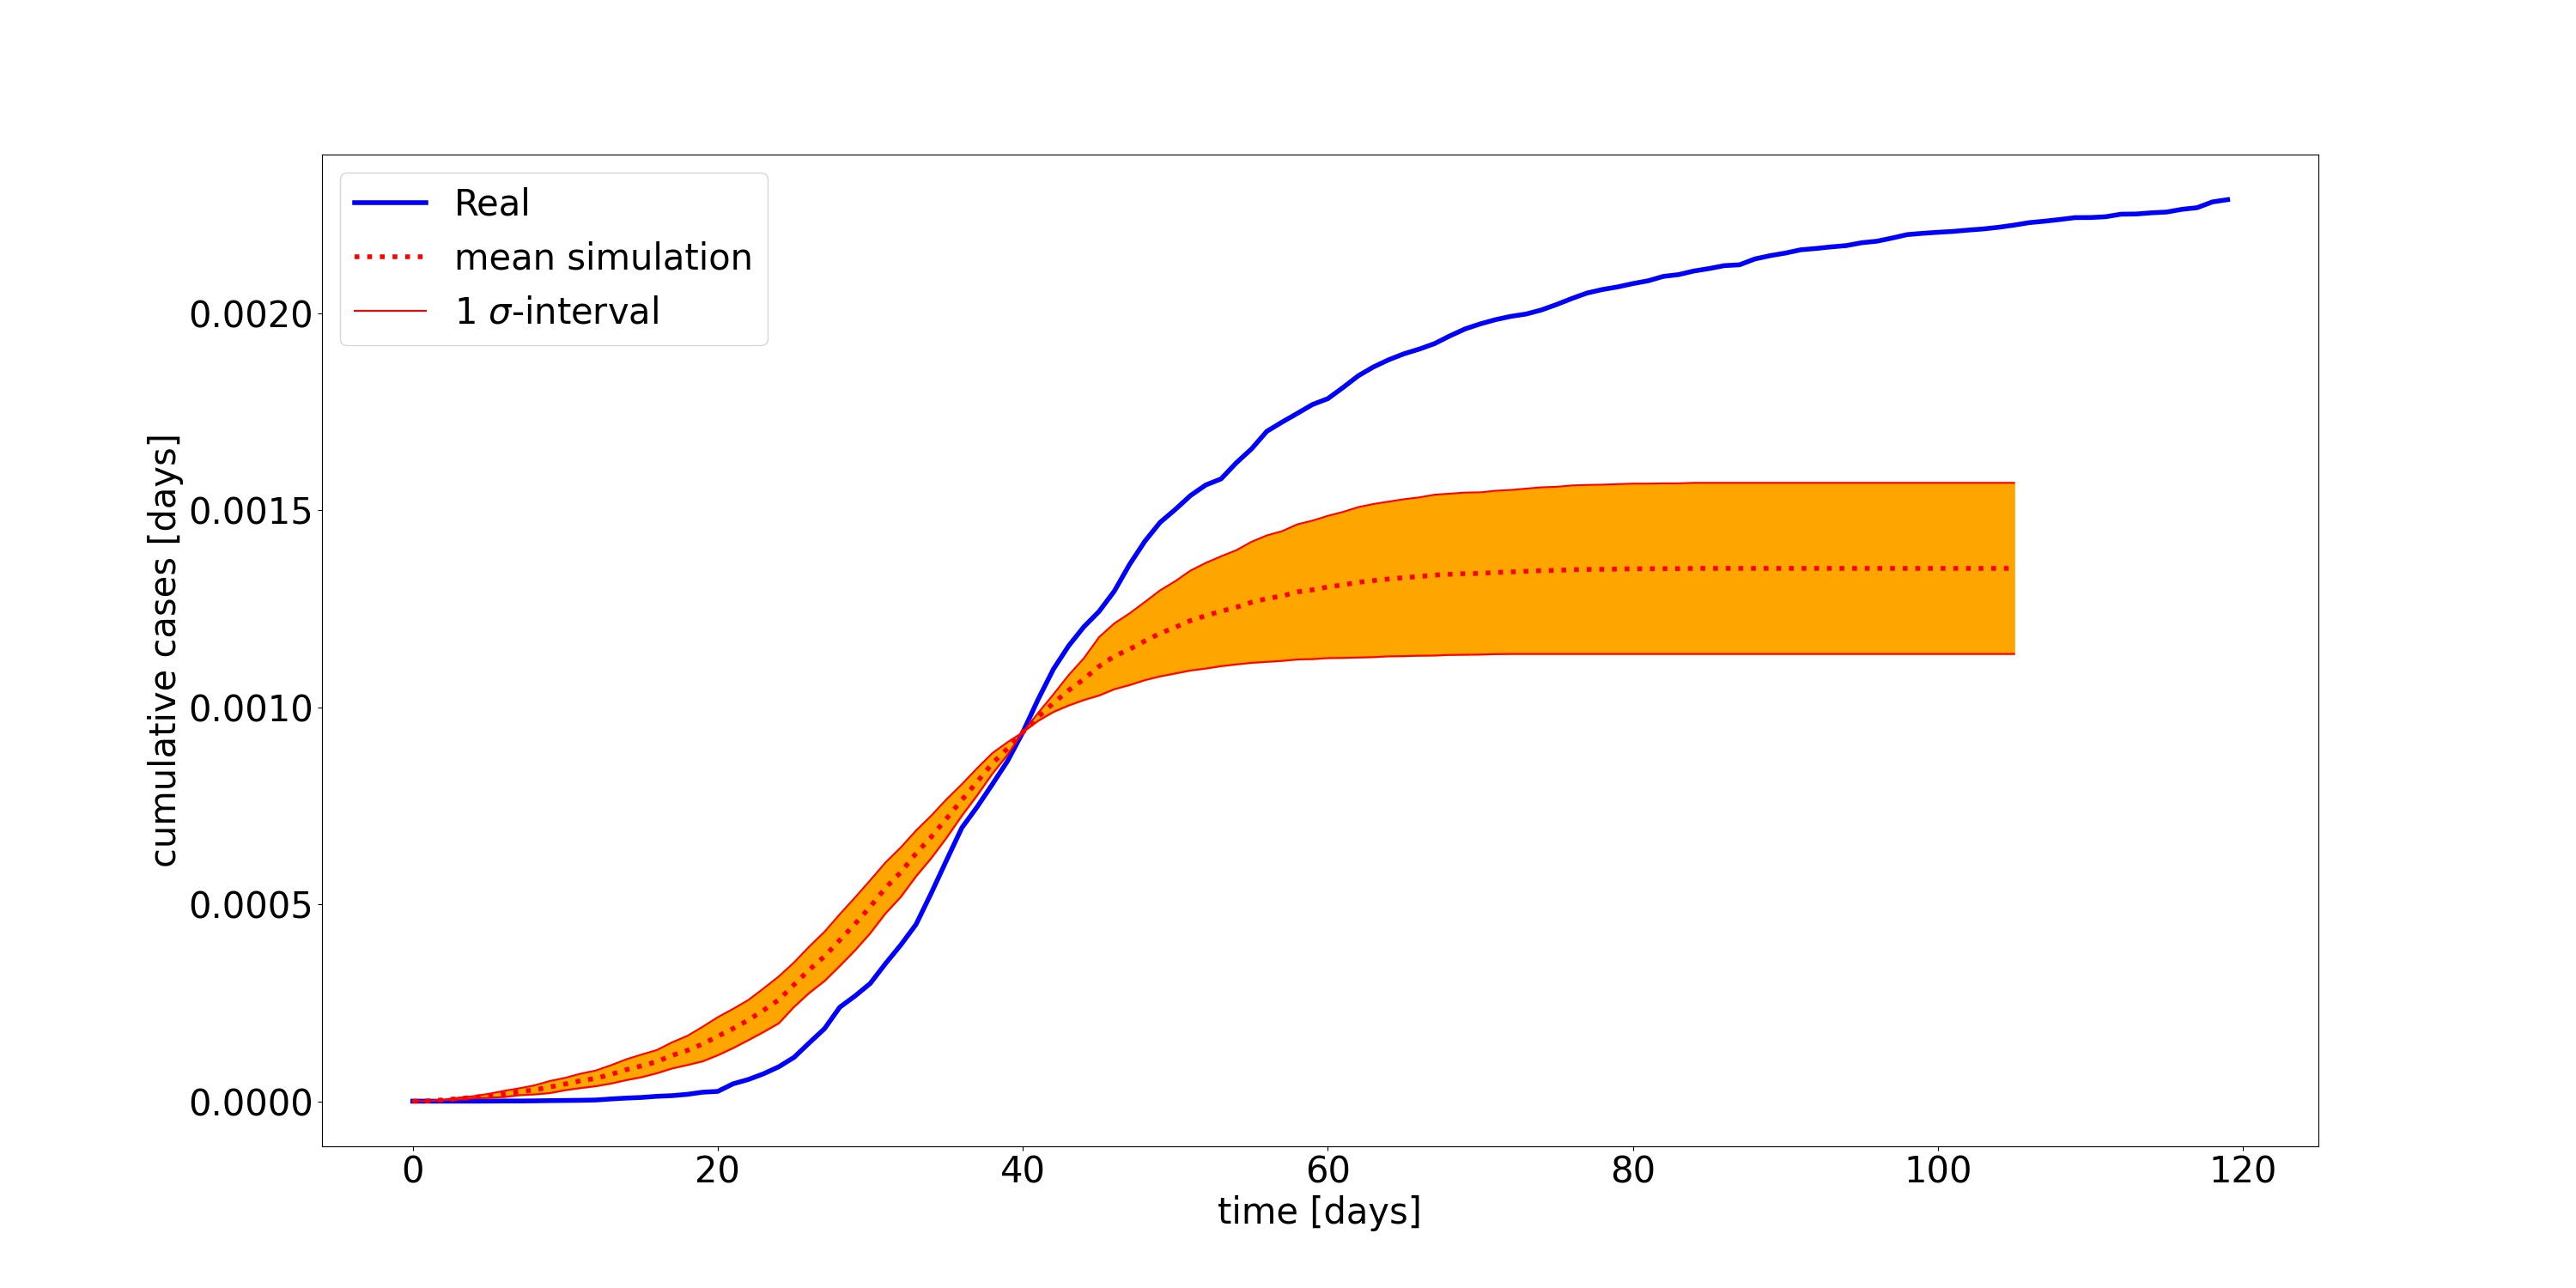 Real
mean simulation
1 σ-interval
cumulative cases [days]
0.0020
0.0015
0.0010
0.0005
0.0000
0 20 40 60 80 100 120
time [days]